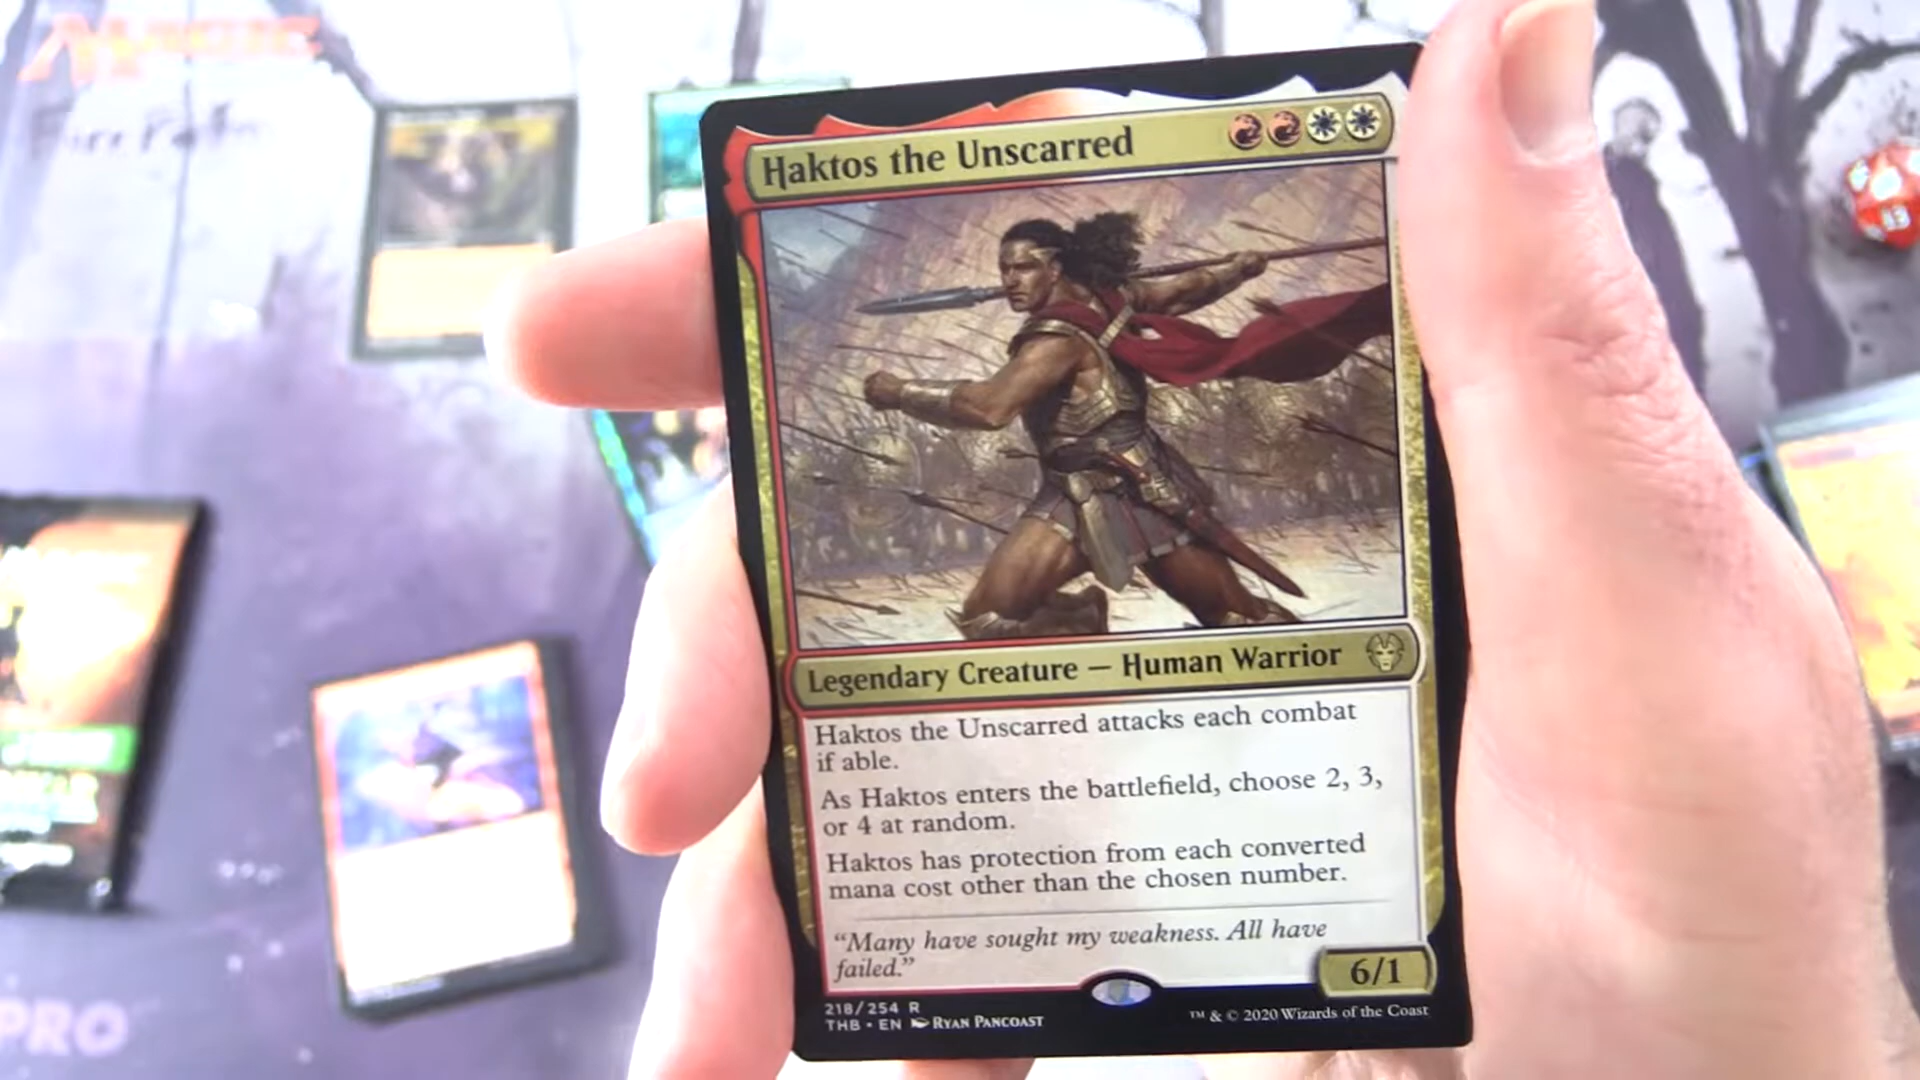 MAGIC
Haktos the Unscarred
Legendary Creature — Human Warrior
Haktos the Unscarred attacks each combat
if able.
As Haktos enters the battlefield, choose 2, 3,
or 4 at random.
Haktos has protection from each converted
mana cost other than the chosen number.
“Many have sought my weakness. All have
failed.”
6/1
218/254 R
THB • EN RYAN PANCOAST
™ & © 2020 Wizards of the Coast
PRO